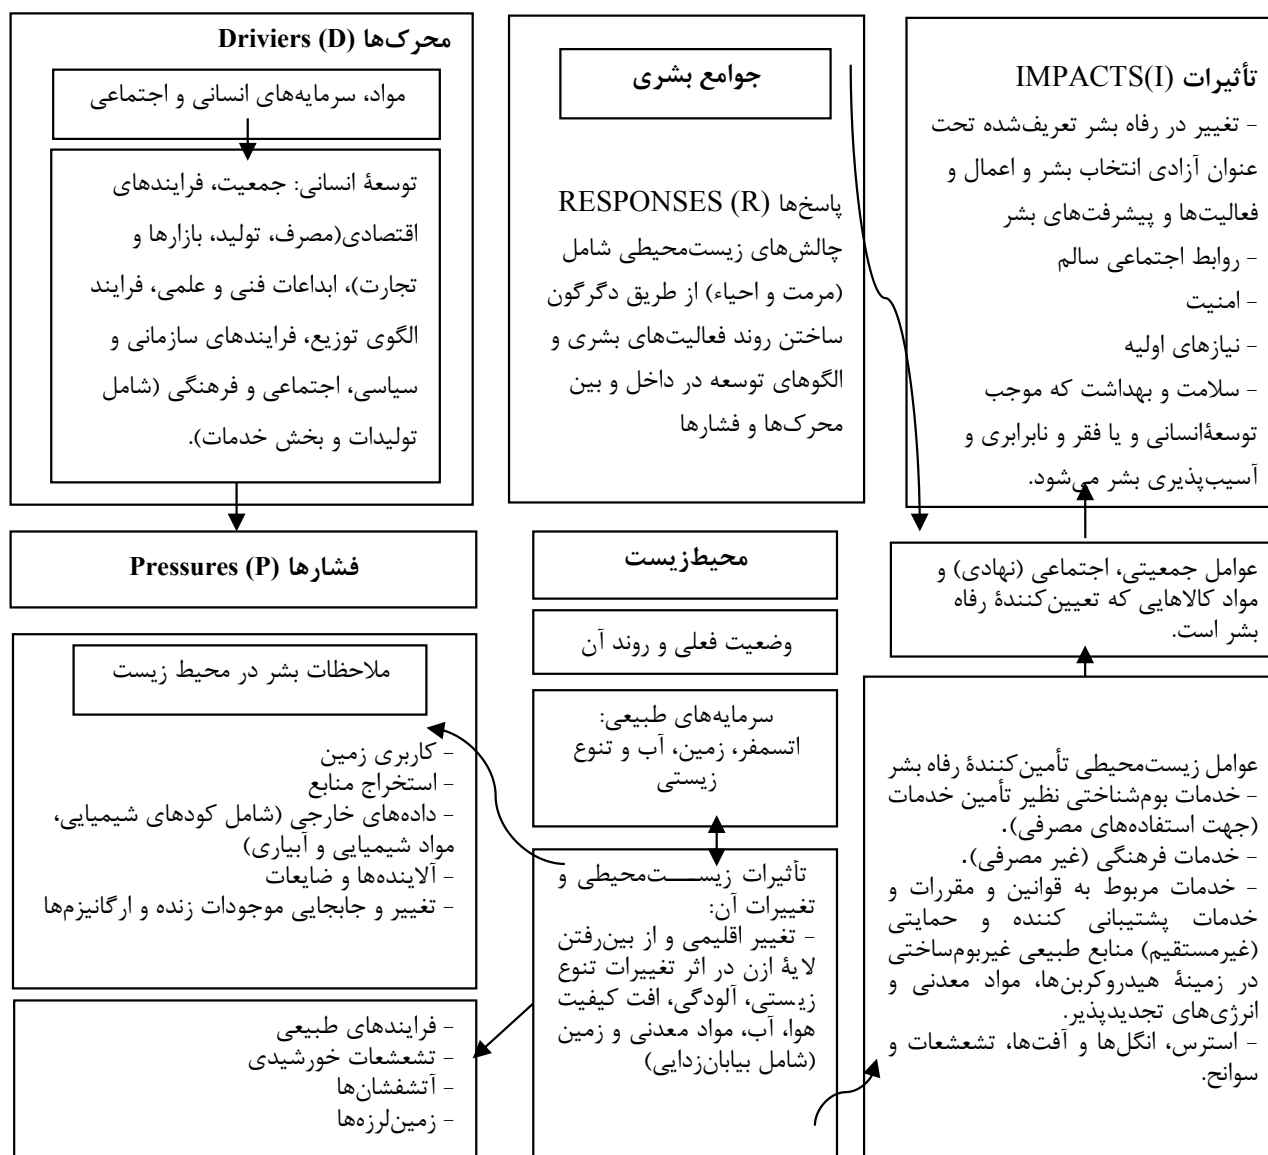 محرک‌ها Driviers (D)
مواد، سرمایه‌های انسانی و اجتماعی
توسعۀ انسانی: جمعیت، فرایندهای
اقتصادی(مصرف، تولید، بازارها و
تجارت)، ابداعات فنی و علمی، فرایند
الگوی توزیع، فرایندهای سازمانی و
سیاسی، اجتماعی و فرهنگی (شامل
تولیدات و بخش خدمات).
فشارها Pressures (P)
ملاحظات بشر در محیط زیست
- کاربری زمین
- استخراج منابع
- داده‌های خارجی (شامل کودهای شیمیایی،
مواد شیمیایی و آبیاری)
- آلاینده‌ها و ضایعات
- تغییر و جابجایی موجودات زنده و ارگانیزم‌ها
- فرایندهای طبیعی
- تشعشعات خورشیدی
- آتشفشان‌ها
- زمین‌لرزه‌ها
جوامع بشری
پاسخ‌ها RESPONSES (R)
چالش‌های زیست‌محیطی شامل
(مرمت و احیاء) از طریق دگرگون
ساختن روند فعالیت‌های بشری و
الگوهای توسعه در داخل و بین
محرک‌ها و فشارها
محیط‌زیست
وضعیت فعلی و روند آن
سرمایه‌های طبیعی:
اتسمفر، زمین، آب و تنوع
زیستی
تأثیرات زیست‌محیطی و
تغییرات آن:
- تغییر اقلیمی و از بین‌رفتن
لایۀ ازن در اثر تغییرات تنوع
زیستی، آلودگی، افت کیفیت
هوا، آب، مواد معدنی و زمین
(شامل بیابان‌زدایی)
تأثیرات IMPACTS(I)
- تغییر در رفاه بشر تعریف‌شده تحت
عنوان آزادی انتخاب بشر و اعمال و
فعالیت‌ها و پیشرفت‌های بشر
- روابط اجتماعی سالم
- امنیت
- نیازهای اولیه
- سلامت و بهداشت که موجب
توسعۀانسانی و یا فقر و نابرابری و
آسیب‌پذیری بشر می‌شود.
عوامل جمعیتی، اجتماعی (نهادی) و
مواد کالاهایی که تعیین‌کنندۀ رفاه
بشر است.
عوامل زیست‌محیطی تأمین‌کنندۀ رفاه بشر
- خدمات بوم‌شناختی نظیر تأمین خدمات
(جهت استفاده‌های مصرفی).
- خدمات فرهنگی (غیر مصرفی).
- خدمات مربوط به قوانین و مقررات و
خدمات پشتیبانی کننده و حمایتی
(غیرمستقیم) منابع طبیعی غیربوم‌ساختی
در زمینۀ هیدروکربن‌ها، مواد معدنی و
انرژی‌های تجدیدپذیر.
- استرس، انگل‌ها و آفت‌ها، تشعشعات و
سوانح.